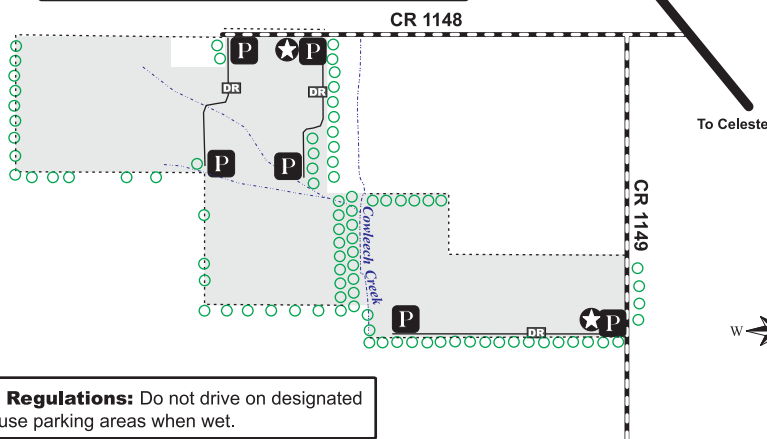 CR 1148
P
P
DR
DR
To Celeste
P
P
CR 1149
Cowleech Creek
P
P
DR
W
Regulations: Do not drive on designated
use parking areas when wet.